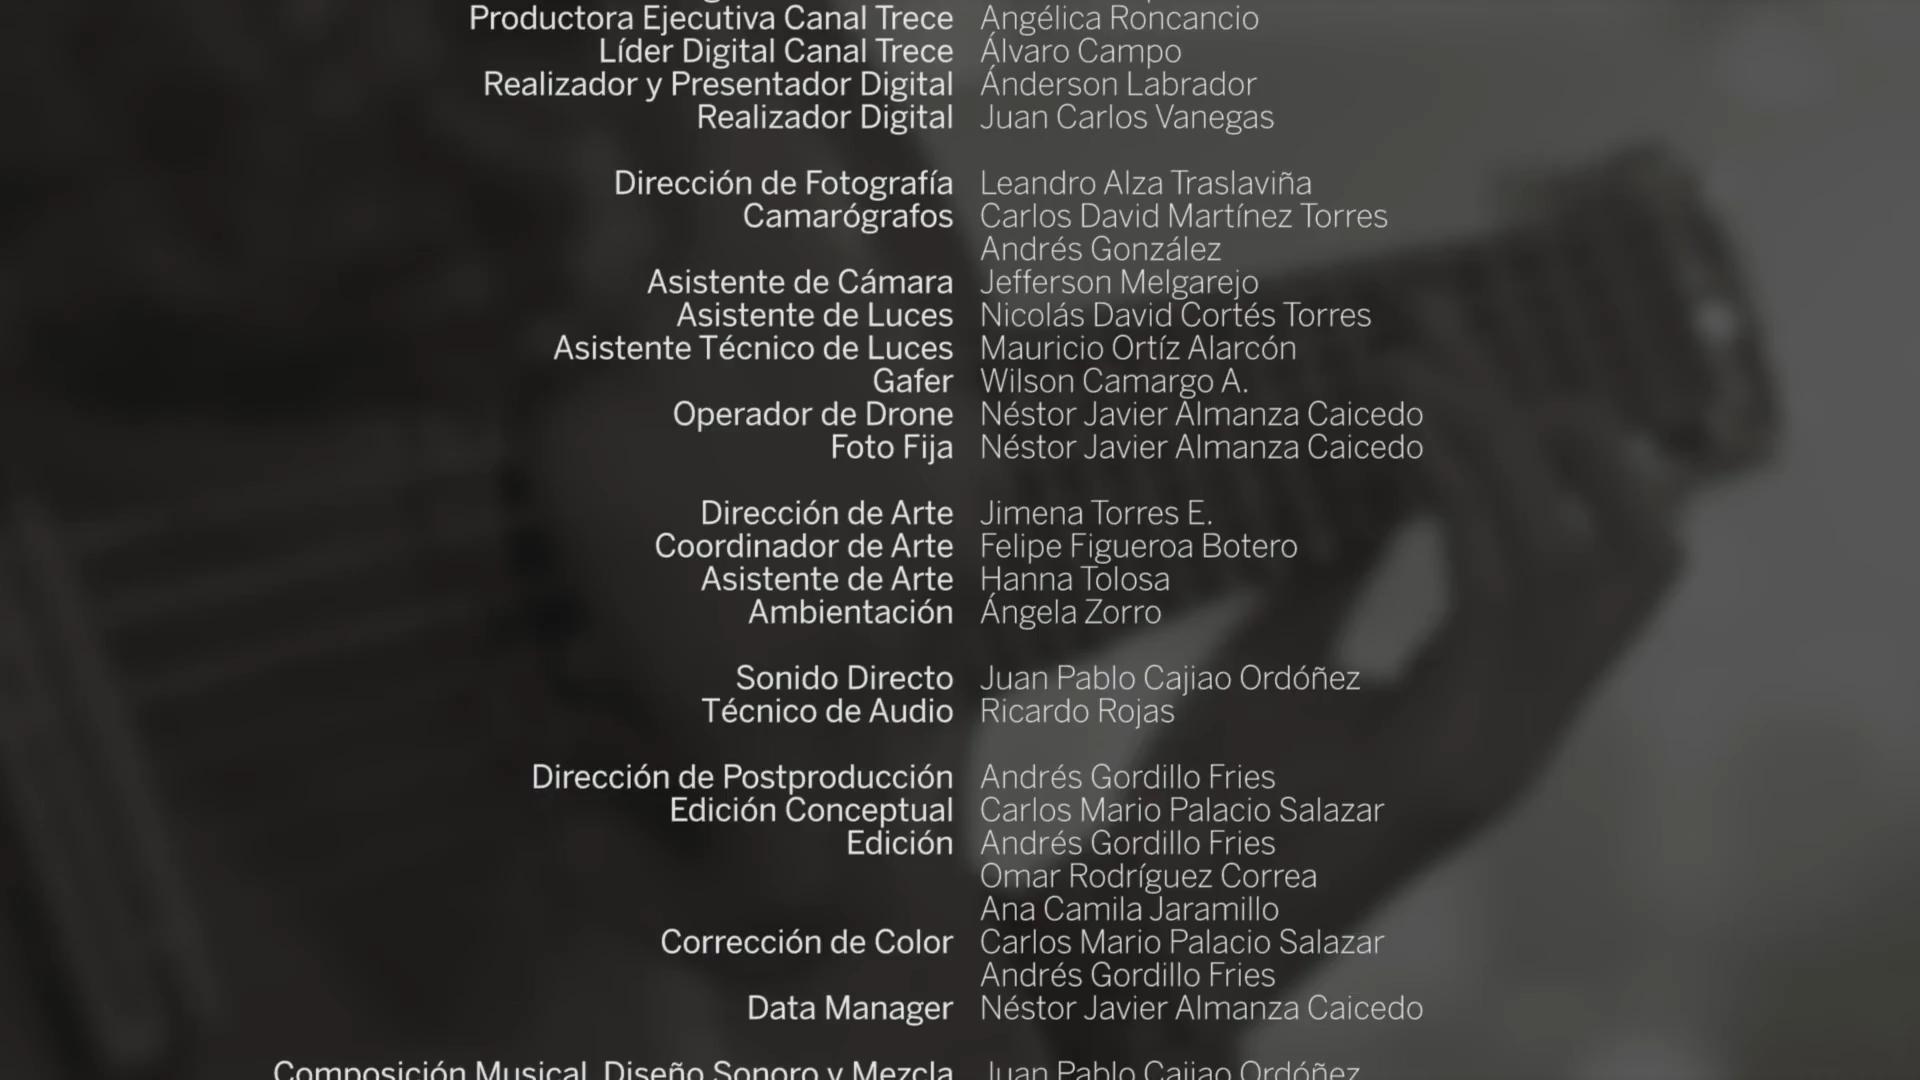 Productora Ejecutiva Canal Trece Angélica Roncancio
Líder Digital Canal Trece Álvaro Campo
Realizador y Presentador Digital Ánderson Labrador
Realizador Digital Juan Carlos Vanegas
Dirección de Fotografía Leandro Alza Traslaviña
Camarógrafos Carlos David Martínez Torres
Andrés González
Asistente de Cámara Jefferson Melgarejo
Asistente de Luces Nicolás David Cortés Torres
Asistente Técnico de Luces Mauricio Ortíz Alarcón
Gafer Wilson Camargo A.
Operador de Drone Néstor Javier Almanza Caicedo
Foto Fija Néstor Javier Almanza Caicedo
Dirección de Arte Jimena Torres E.
Coordinador de Arte Felipe Figueroa Botero
Asistente de Arte Hanna Tolosa
Ambientación Ángela Zorro
Sonido Directo Juan Pablo Cajiao Ordóñez
Técnico de Audio Ricardo Rojas
Dirección de Postproducción Andrés Gordillo Fries
Edición Conceptual Carlos Mario Palacio Salazar
Edición Andrés Gordillo Fries
Omar Rodríguez Correa
Ana Camila Jaramillo
Corrección de Color Carlos Mario Palacio Salazar
Andrés Gordillo Fries
Data Manager Néstor Javier Almanza Caicedo
Composición Musical, Diseño Sonoro y Mezcla Juan Pablo Cajiao Ordóñez